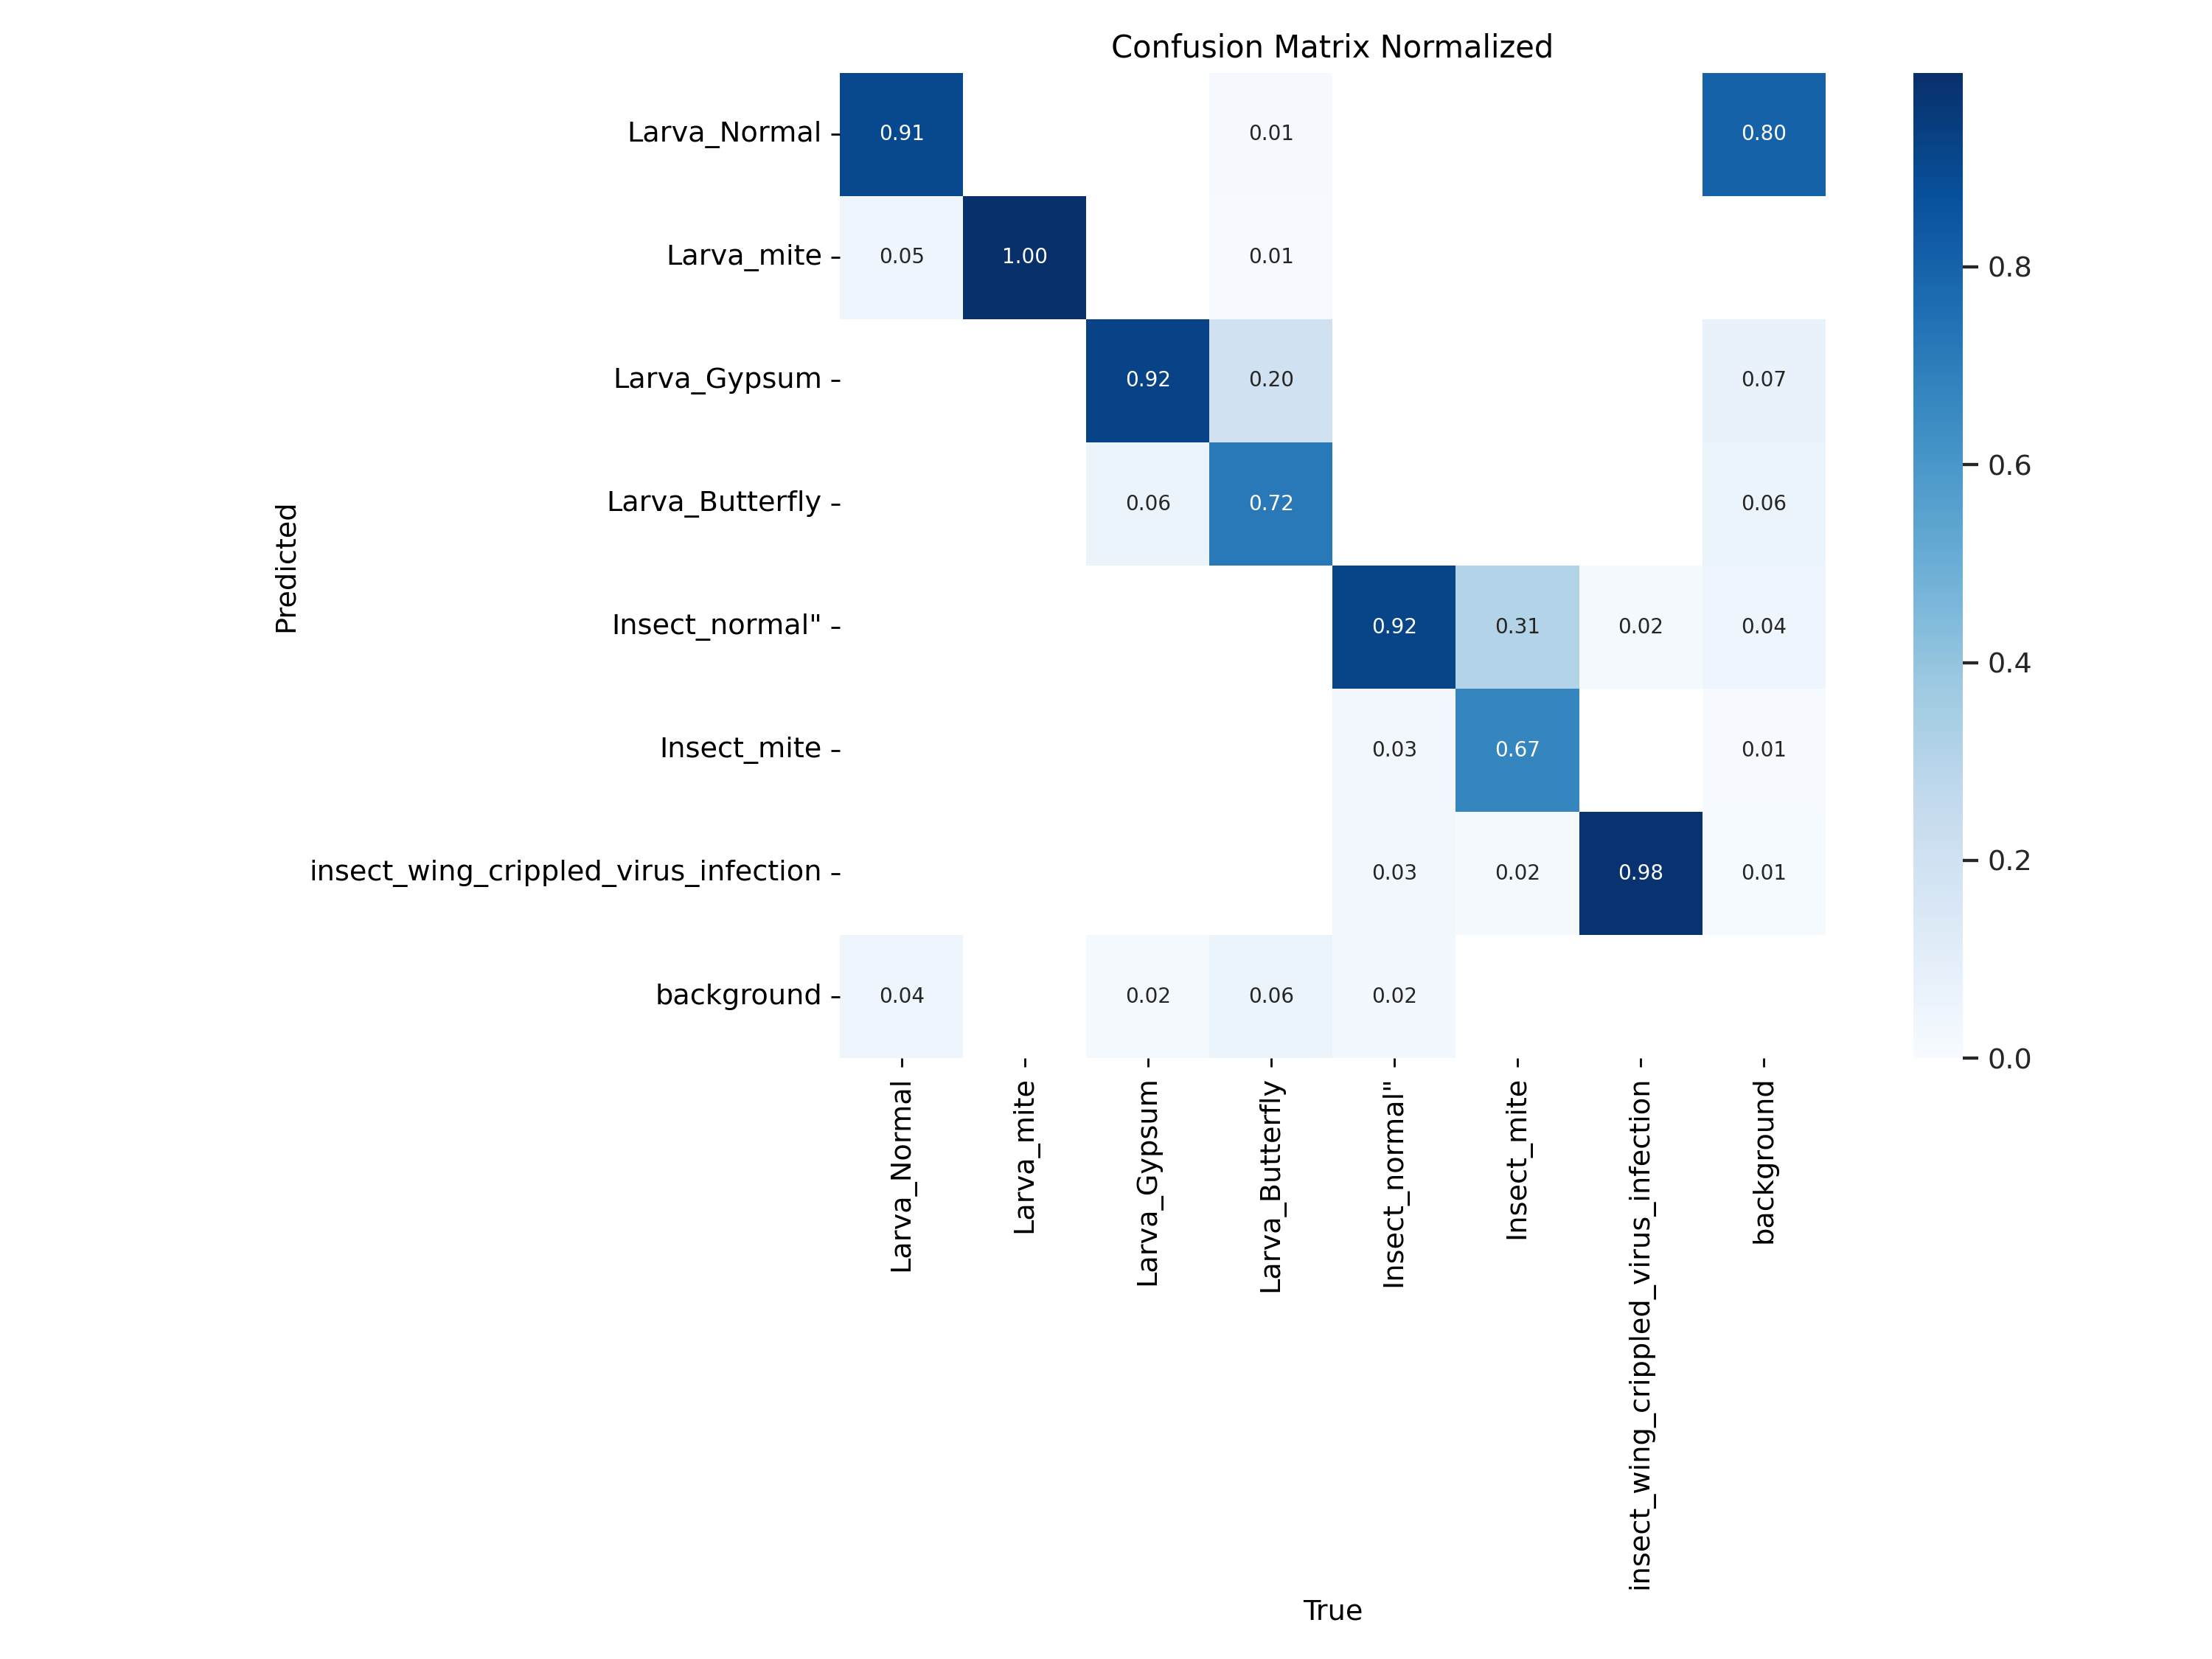 Confusion Matrix Normalized
Predicted
Larva_Normal 0.91 0.01 0.80
Larva_mite 0.05 1.00 0.01
Larva_Gypsum 0.92 0.20 0.07
Larva_Butterfly 0.06 0.72 0.06
Insect_normal" 0.92 0.31 0.02 0.04
Insect_mite 0.03 0.67 0.01
insect_wing_crippled_virus_infection 0.03 0.02 0.98 0.01
background 0.04 0.02 0.06 0.02
Larva_Normal
Larva_mite
Larva_Gypsum
Larva_Butterfly
Insect_normal"
Insect_mite
insect_wing_crippled_virus_infection
background
True
0.8
0.6
0.4
0.2
0.0